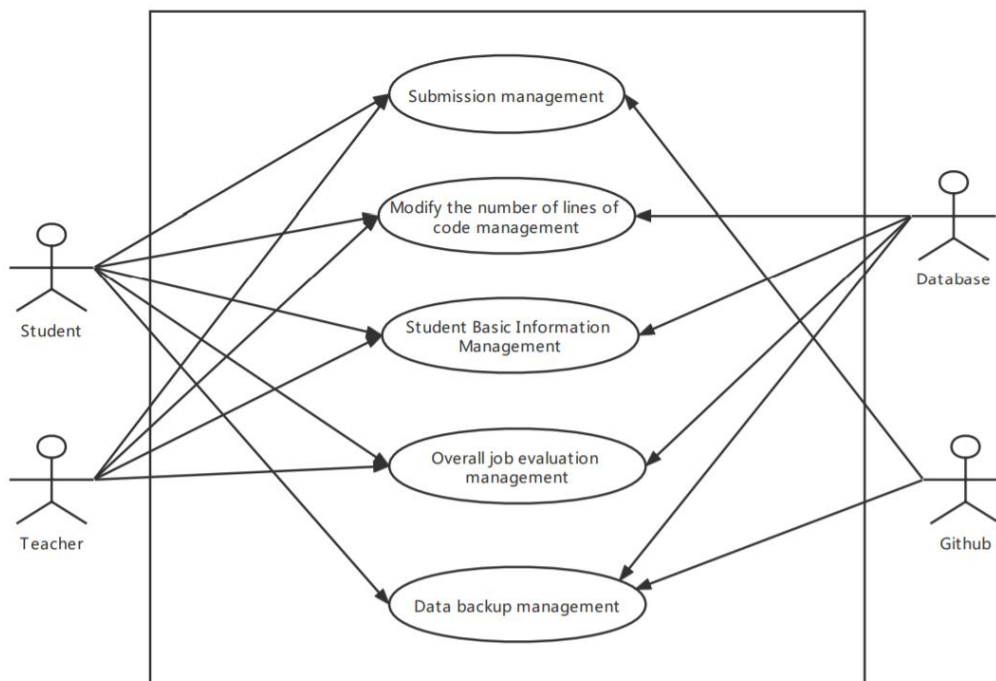 Submission management
Modify the number of lines of
code management
Database
Student
Student Basic Information
Management
Overall job evaluation
management
Teacher
Github
Data backup management